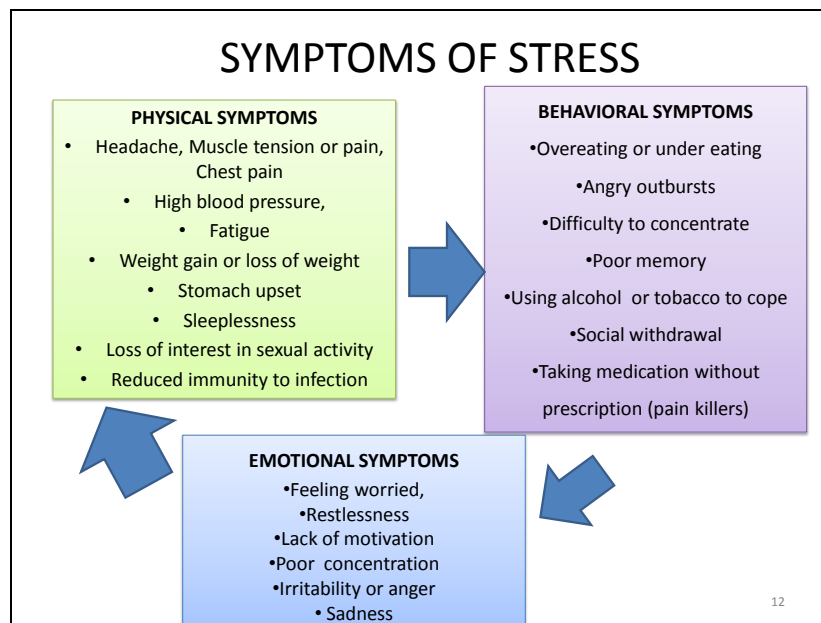 SYMPTOMS OF STRESS
PHYSICAL SYMPTOMS
• Headache, Muscle tension or pain,
Chest pain
• High blood pressure,
• Fatigue
• Weight gain or loss of weight
• Stomach upset
• Sleeplessness
• Loss of interest in sexual activity
• Reduced immunity to infection
BEHAVIORAL SYMPTOMS
•Overeating or under eating
•Angry outbursts
•Difficulty to concentrate
•Poor memory
•Using alcohol or tobacco to cope
•Social withdrawal
•Taking medication without
prescription (pain killers)
EMOTIONAL SYMPTOMS
•Feeling worried,
•Restlessness
•Lack of motivation
•Poor concentration
•Irritability or anger
• Sadness
12